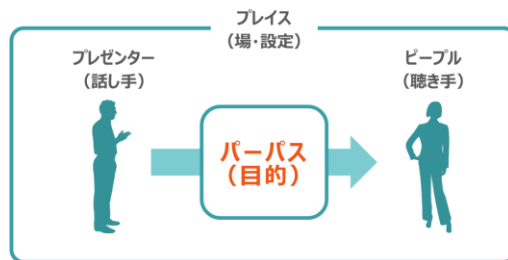 プレイス
（場・設定）
プレゼンター
（話し手）
ピープル
（聴き手）
パーパス
（目的）